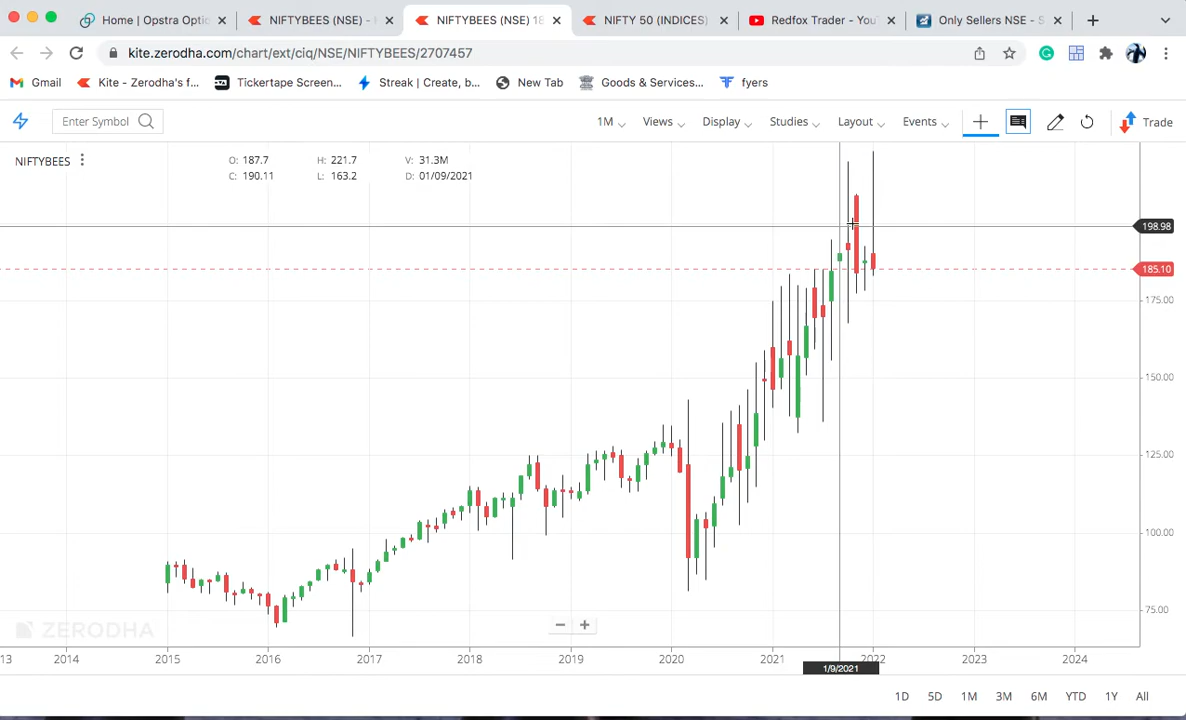 Home | Opstra Optic
NIFTYBEES (NSE) -
NIFTYBEES (NSE) 18
NIFTY 50 (INDICES)
Redfox Trader - You
Only Sellers NSE - S
kite.zerodha.com/chart/ext/ciq/NSE/NIFTYBEES/2707457
Gmail
Kite - Zerodha's f...
Tickertape Screen...
Streak | Create, b...
New Tab
Goods & Services...
fyers
Enter Symbol
1M
Views
Display
Studies
Layout
Events
Trade
NIFTYBEES
O: 187.7 H: 221.7 V: 31.3M
C: 190.11 L: 163.2 D: 01/09/2021
198.98
185.10
175.00
150.00
125.00
100.00
75.00
ZERODHA
13 2014 2015 2016 2017 2018 2019 2020 2021 2022 2023 2024
1/9/2021
1D 5D 1M 3M 6M YTD 1Y All